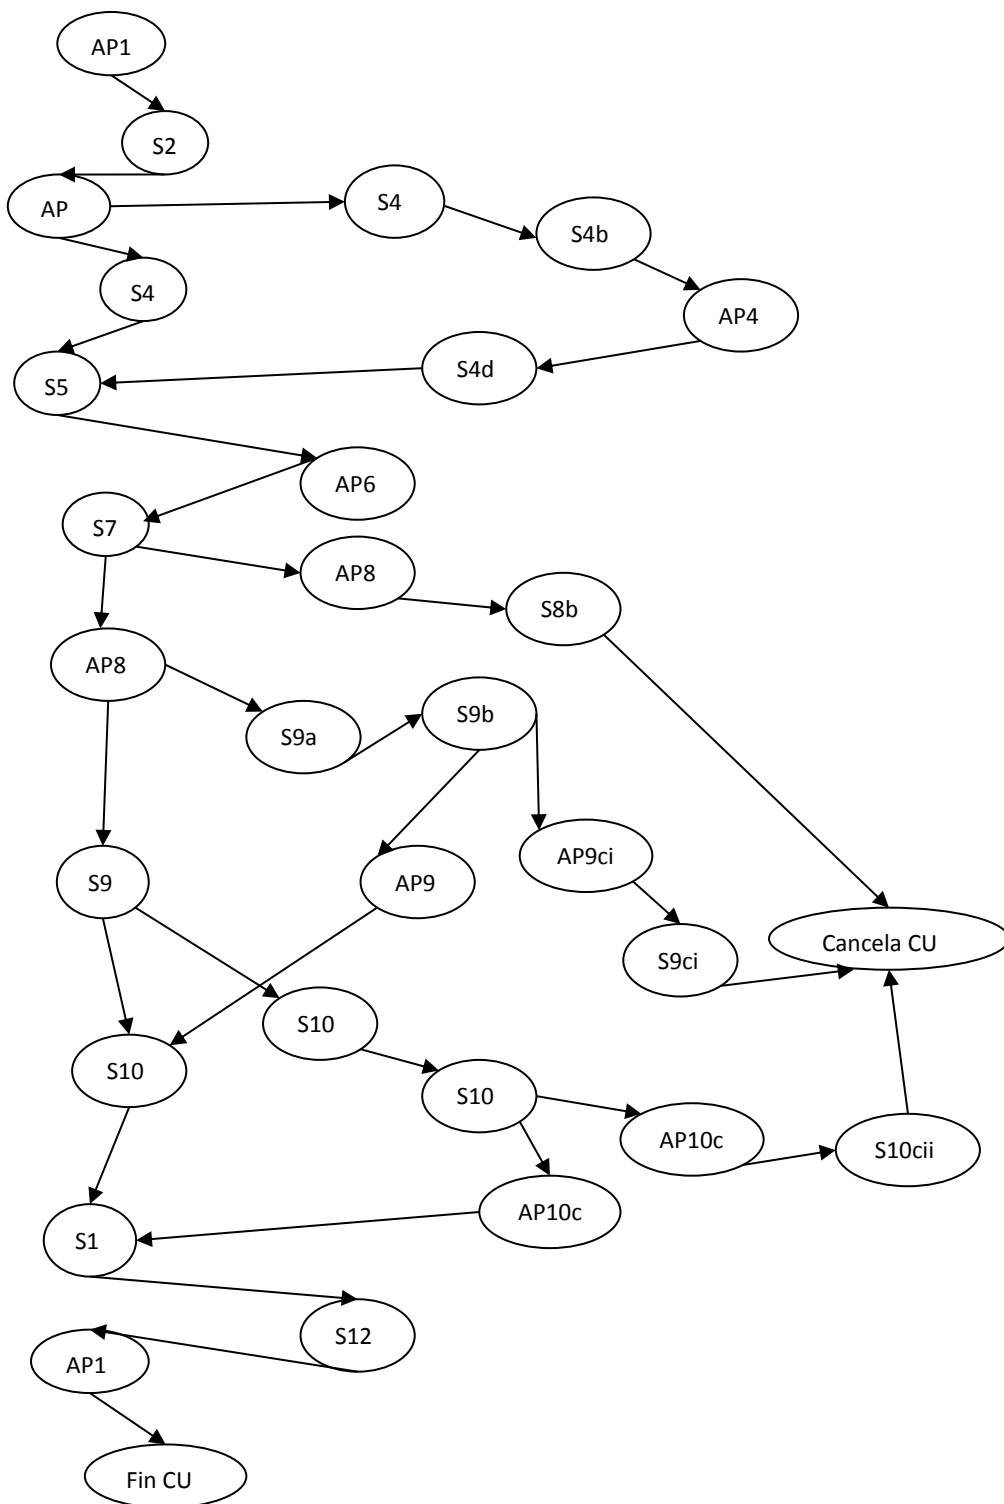 AP1
S2
AP
S4
S4b
S4
AP4
S4d
S5
AP6
S7
AP8
S8b
AP8
S9a
S9b
AP9ci
S9
AP9
Cancela CU
S9ci
S10
S10
S10
AP10c
S10cii
AP10c
S1
S12
AP1
Fin CU